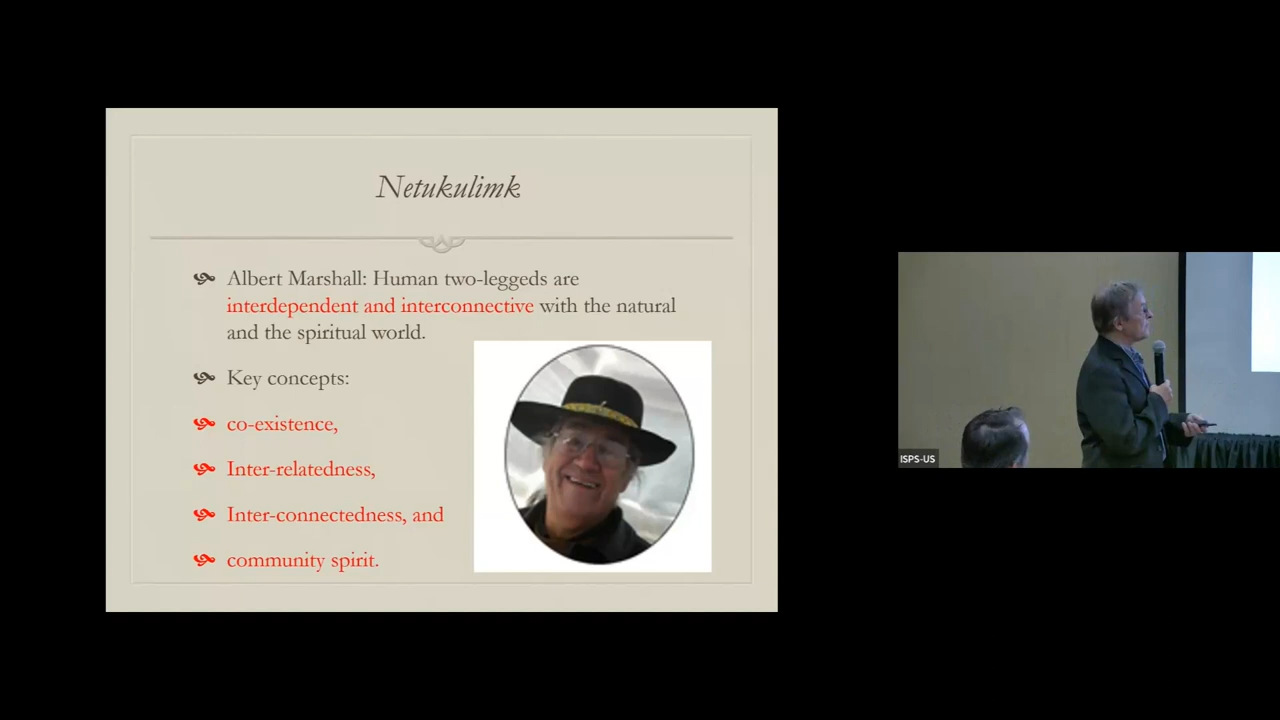 Netukulimk
Albert Marshall: Human two-leggeds are
interdependent and interconnective with the natural
and the spiritual world.
Key concepts:
co-existence,
Inter-relatedness,
Inter-connectedness, and
community spirit.
ISPS-US